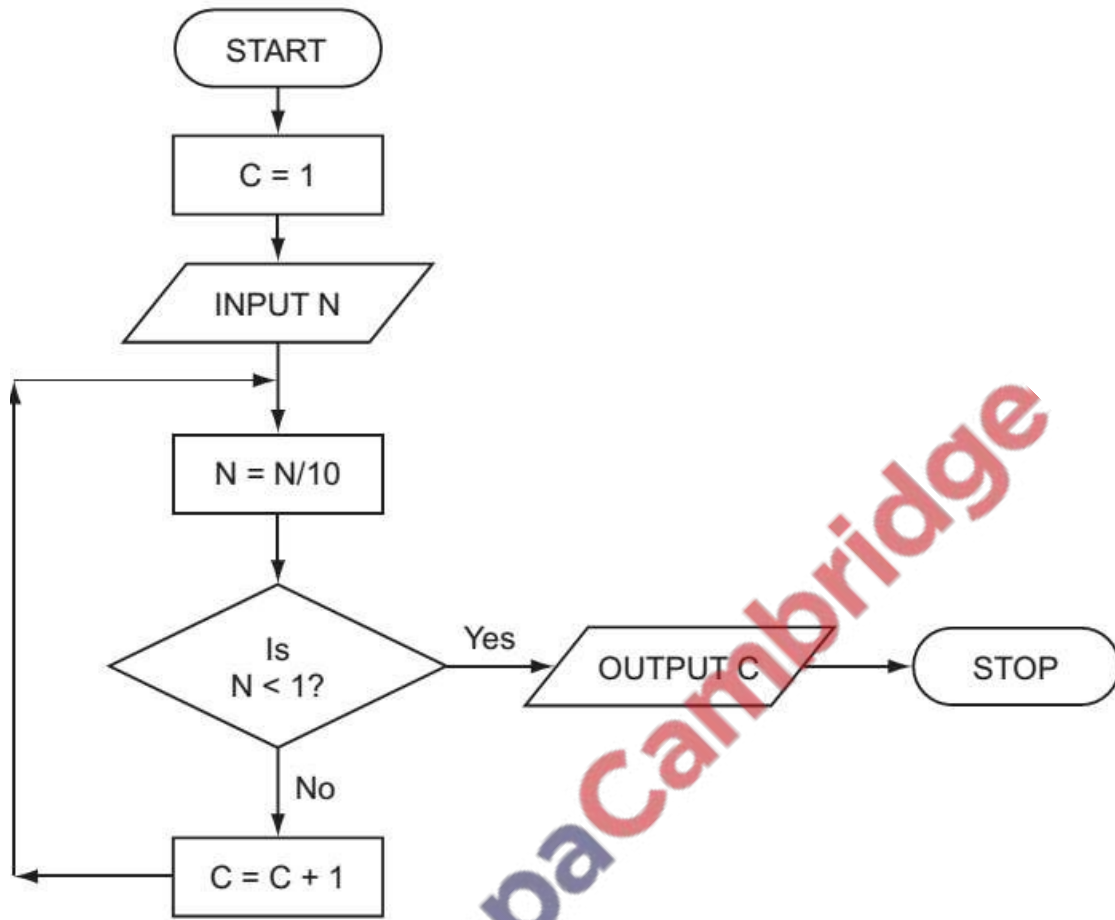 START
C = 1
INPUT N
N = N/10
Is
N < 1?
Yes
OUTPUT C
STOP
No
C = C + 1
paCambridge